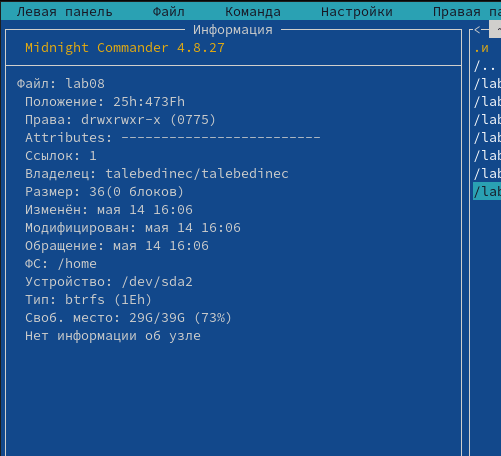 Левая панель Файл Команда Настройки Правая па
Информация <— ~
Midnight Commander 4.8.27 .и
/..
Файл: lab08 /lab
Положение: 25h:473Fh /lab
Права: drwxrwxr-x (0775) /lab
Attributes: ------------------------- /lab
Ссылок: 1 /lab
Владелец: talebedinec/talebedinec /lab
Размер: 36(0 блоков) /lab
Изменён: мая 14 16:06
Модифицирован: мая 14 16:06
Обращение: мая 14 16:06
ФС: /home
Устройство: /dev/sda2
Тип: btrfs (1Eh)
Своб. место: 29G/39G (73%)
Нет информации об узле